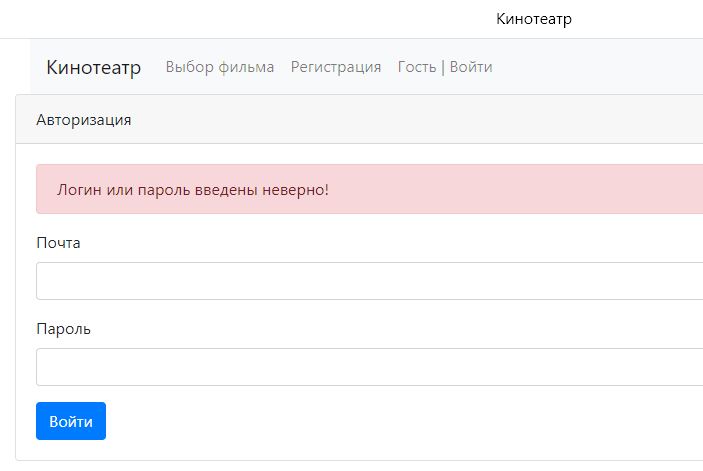 Кинотеатр
Кинотеатр Выбор фильма Регистрация Гость | Войти
Авторизация
Логин или пароль введены неверно!
Почта
Пароль
Войти